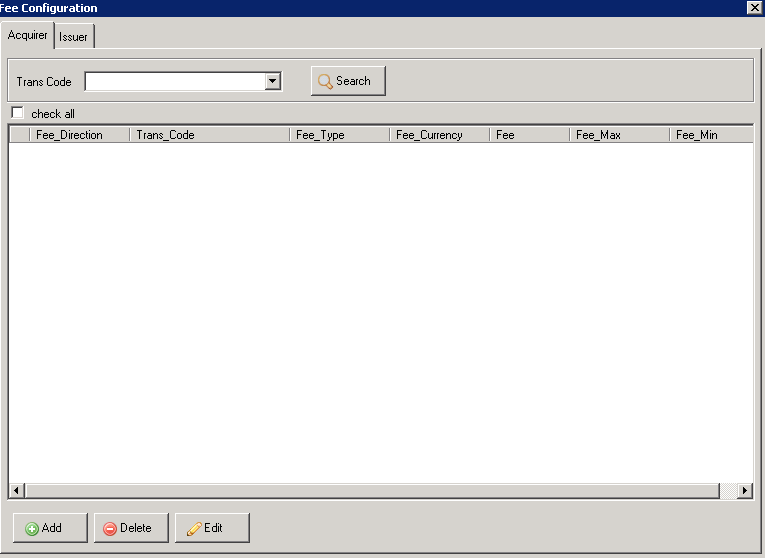 Fee Configuration
Acquirer Issuer
Trans Code Search
check all
Fee_Direction Trans_Code Fee_Type Fee_Currency Fee Fee_Max Fee_Min
Add Delete Edit